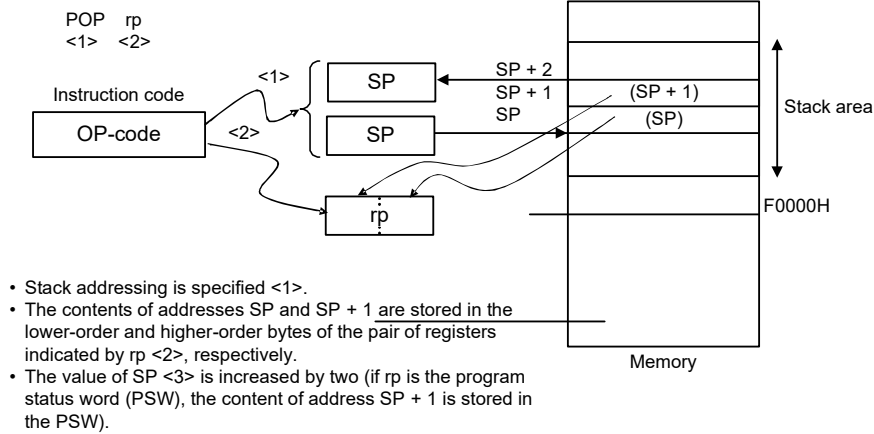 POP rp
<1> <2>
<1>
SP
SP + 2
Instruction code
SP + 1
(SP + 1)
Stack area
OP-code
<2>
SP
SP
(SP)
rp
F0000H
• Stack addressing is specified <1>.
• The contents of addresses SP and SP + 1 are stored in the
lower-order and higher-order bytes of the pair of registers
indicated by rp <2>, respectively.
Memory
• The value of SP <3> is increased by two (if rp is the program
status word (PSW), the content of address SP + 1 is stored in
the PSW).